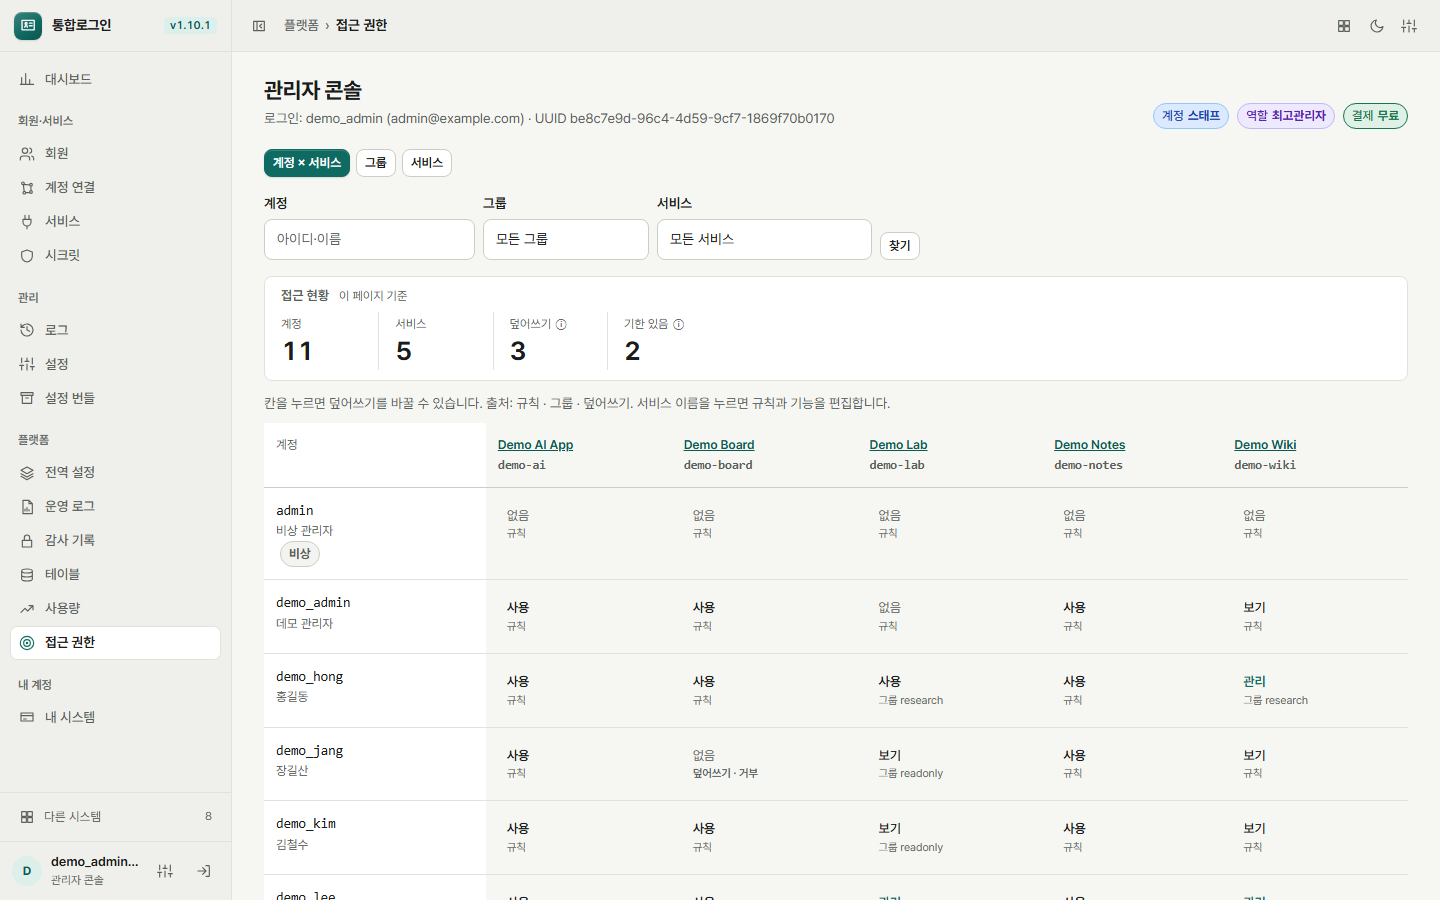 통합로그인
v1.10.1
플랫폼 › 접근 권한
대시보드
회원·서비스
회원
계정 연결
서비스
시크릿
관리
로그
설정
설정 번들
플랫폼
전역 설정
운영 로그
감사 기록
테이블
사용량
접근 권한
내 계정
내 시스템
다른 시스템
8
D
demo_admin...
관리자 콘솔
관리자 콘솔
로그인: demo_admin (admin@example.com) · UUID be8c7e9d-96c4-4d59-9cf7-1869f70b0170
계정 스태프
역할 최고관리자
결제 무료
계정 × 서비스
그룹
서비스
계정
그룹
서비스
아이디·이름
모든 그룹
모든 서비스
찾기
접근 현황 이 페이지 기준
계정
서비스
덮어쓰기
기한 있음
11
5
3
2
칸을 누르면 덮어쓰기를 바꿀 수 있습니다. 출처: 규칙 · 그룹 · 덮어쓰기. 서비스 이름을 누르면 규칙과 기능을 편집합니다.
계정
Demo AI App
demo-ai
Demo Board
demo-board
Demo Lab
demo-lab
Demo Notes
demo-notes
Demo Wiki
demo-wiki
admin
비상 관리자
비상
없음
규칙
없음
규칙
없음
규칙
없음
규칙
없음
규칙
demo_admin
데모 관리자
사용
규칙
사용
규칙
없음
규칙
사용
규칙
보기
규칙
demo_hong
홍길동
사용
규칙
사용
규칙
사용
그룹 research
사용
규칙
관리
그룹 research
demo_jang
장길산
사용
규칙
없음
덮어쓰기 · 거부
보기
그룹 readonly
사용
규칙
보기
규칙
demo_kim
김철수
사용
규칙
사용
규칙
보기
그룹 readonly
사용
규칙
보기
규칙
demo_lee